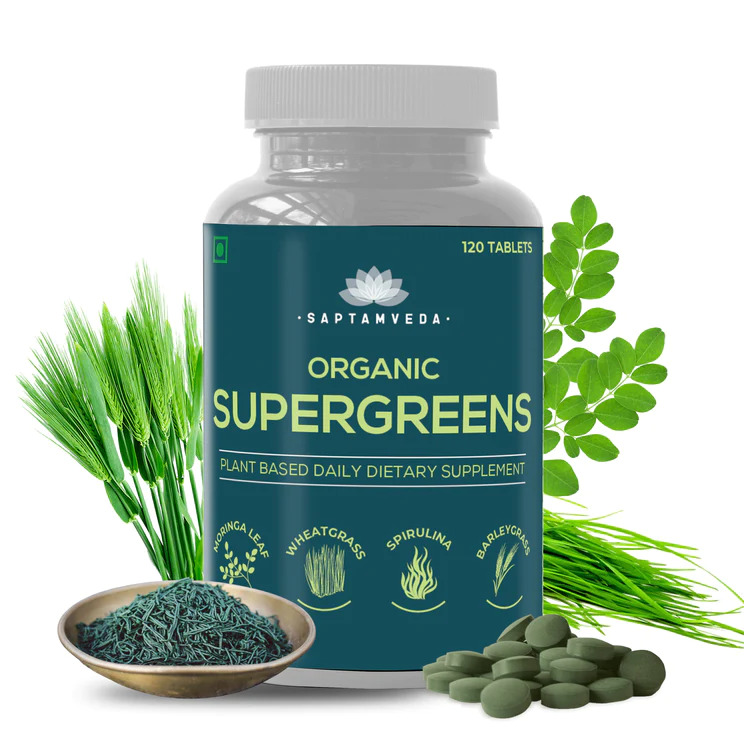 120 TABLETS
·SAPTAMVEDA·
ORGANIC
SUPERGREENS
PLANT BASED DAILY DIETARY SUPPLEMENT
MORINGA LEAF
WHEATGRASS
SPIRULINA
BARLEYGRASS